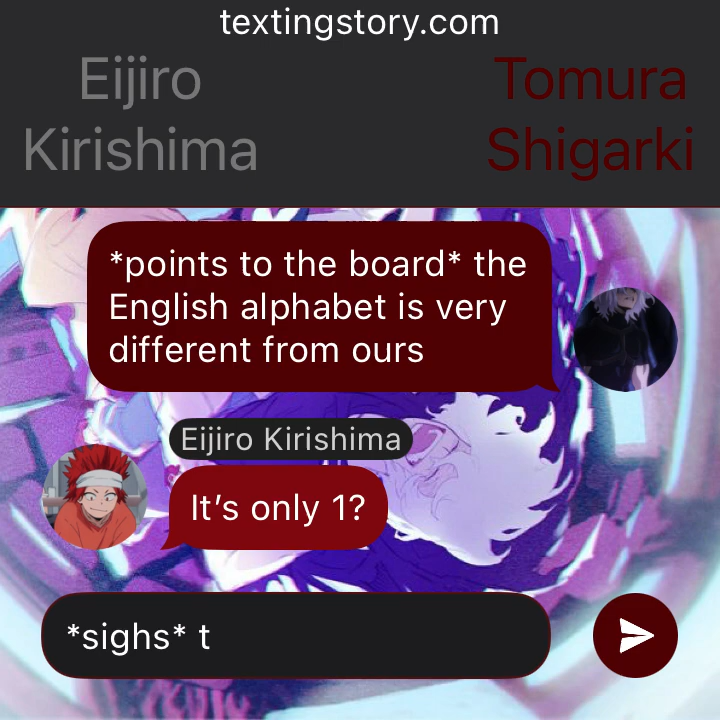 textingstory.com
Eijiro Kirishima
Tomura Shigarki
*points to the board* the
English alphabet is very
different from ours
Eijiro Kirishima
It’s only 1?
*sighs* t